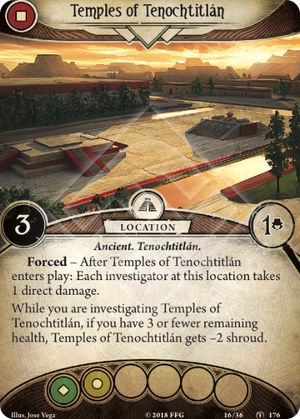 Temples of Tenochtitlán
3
LOCATION
1
Ancient. Tenochtitlán.
Forced – After Temples of Tenochtitlán
enters play: Each investigator at this location takes
1 direct damage.
While you are investigating Temples of
Tenochtitlán, if you have 3 or fewer remaining
health, Temples of Tenochtitlán gets –2 shroud.
Illus. Jose Vega
© 2018 FFG
16/36
176